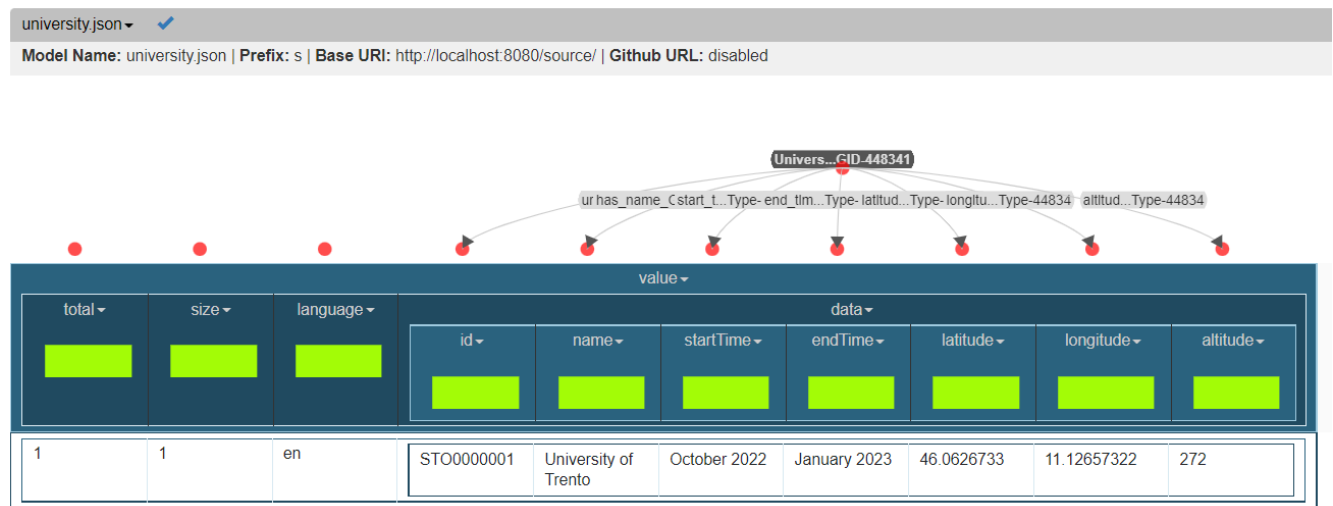 university.json
Model Name: university.json | Prefix: s | Base URI: http://localhost:8080/source/ | Github URL: disabled
Univers...GID-448341
ur has_name_ start_t...Type- end_tim...Type- latitud...Type- longitu...Type-44834 altitud...Type-44834
value
total size language data
id name startTime endTime latitude longitude altitude
1 1 en STO0000001 University of October 2022 January 2023 46.0626733 11.12657322 272
Trento